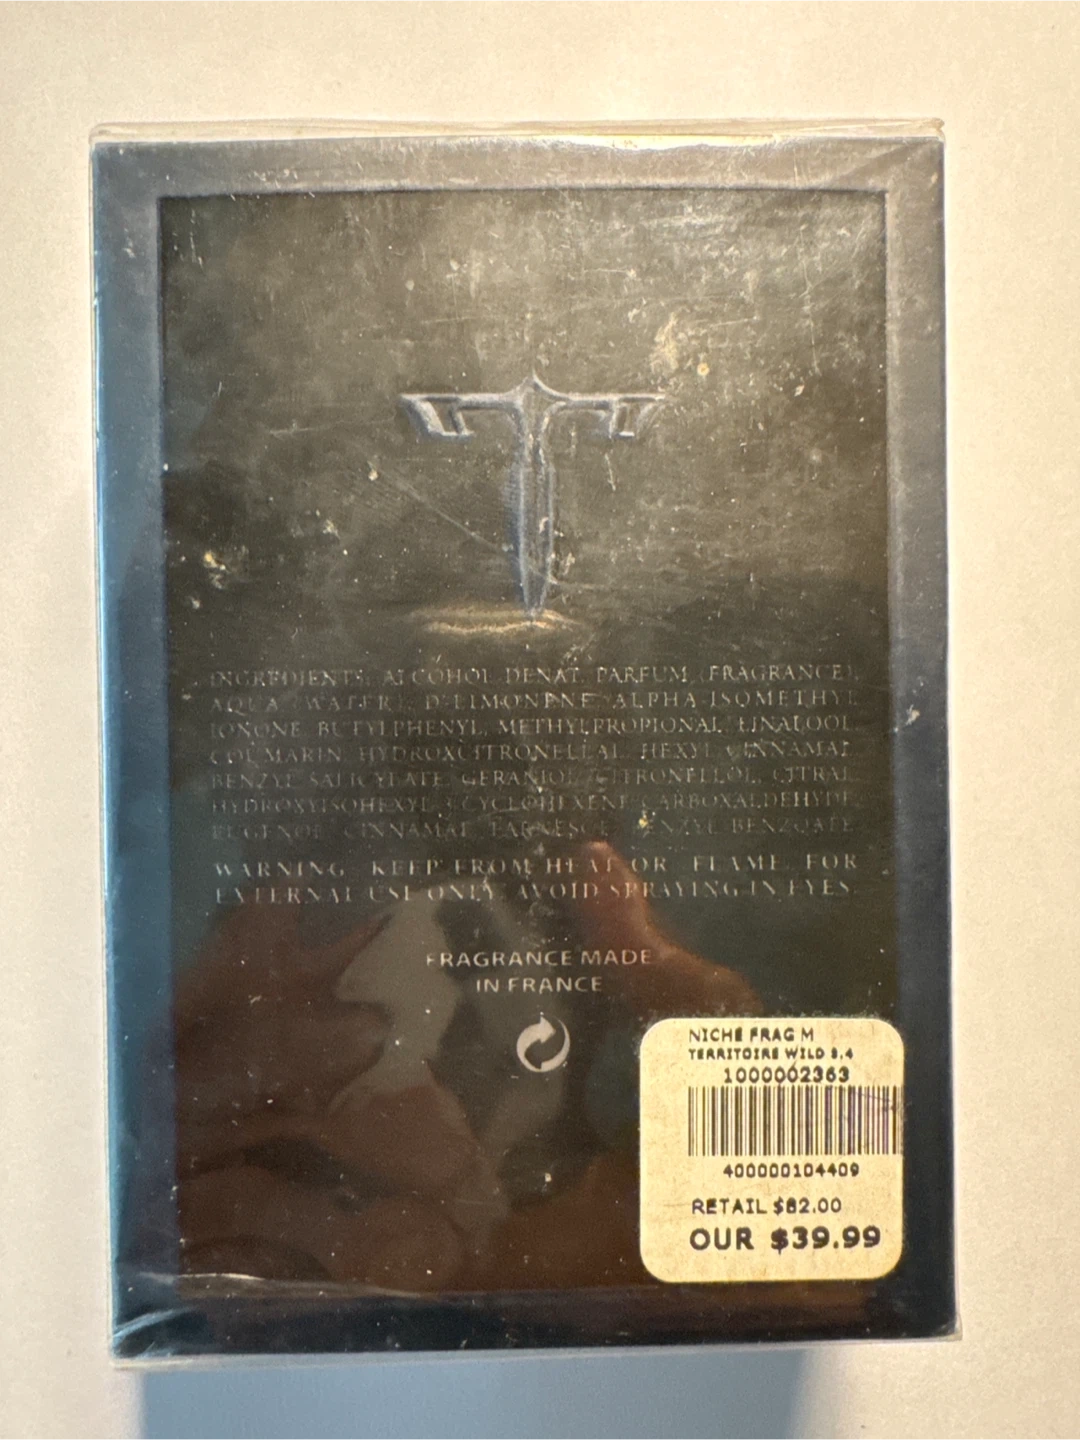 INGREDIENTS: ALCOHOL DENAT, PARFUM (FRAGRANCE),
AQUA (WATER), D-LIMONENE, ALPHA-ISOMETHYL
IONONE, BUTYLPHENYL, METHYLPROPIONAL, LINALOOL,
COUMARIN, HYDROXCITRONELLAL, HEXYL CINNAMAL,
BENZYL SALICYLATE, GERANIOL, CITRONELLOL, CITRAL,
HYDROXYISOHEXYL 3 CYCLOHEXENE CARBOXALDEHYDE,
EUGENOL, CINNAMAL, FARNESOL, BENZYL BENZOATE
WARNING: KEEP FROM HEAT OR FLAME. FOR
EXTERNAL USE ONLY. AVOID SPRAYING IN EYES.
FRAGRANCE MADE
IN FRANCE
NICHE FRAG M
TERRITOIRE WILD 3.4
1000002363
400000104409
RETAIL $82.00
OUR $39.99